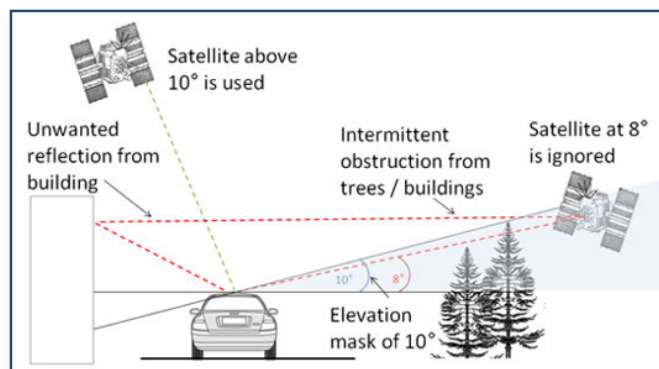 Satellite above
10° is used
Unwanted
reflection from
building
Intermittent
obstruction from
trees / buildings
Satellite at 8°
is ignored
10°
8°
Elevation
mask of 10°